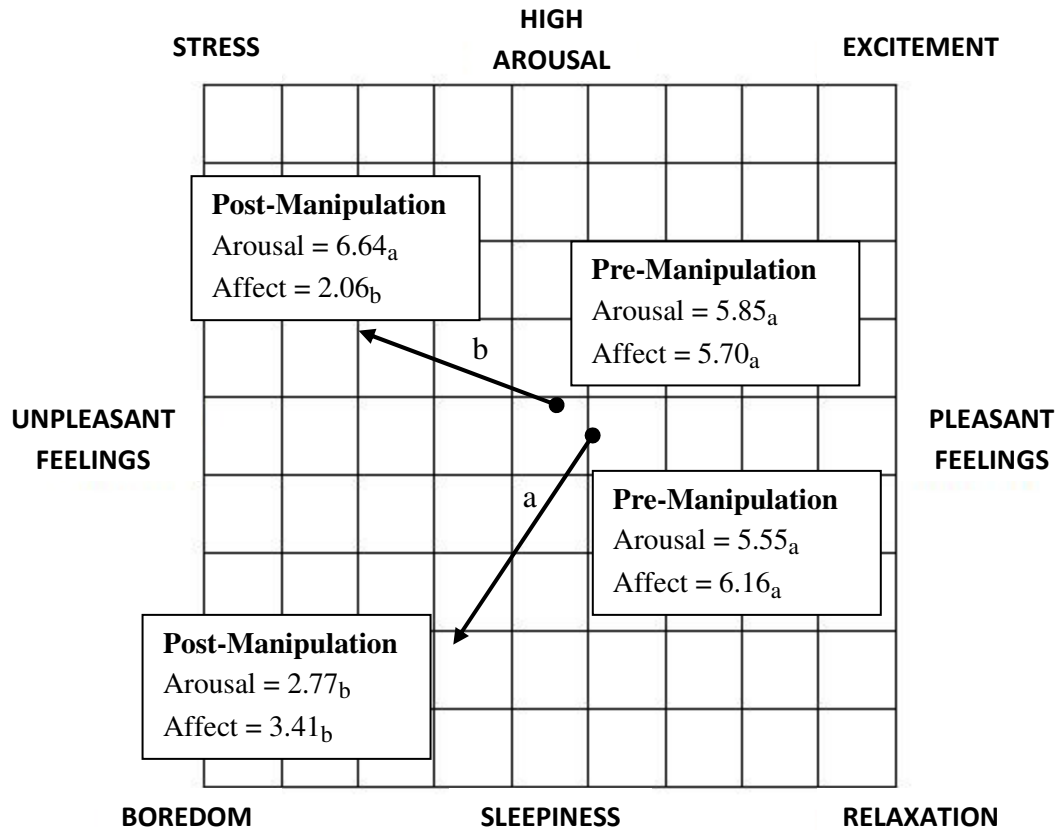 HIGH
AROUSAL
STRESS
EXCITEMENT
Post-Manipulation
Arousal = 6.64a
Affect = 2.06b
Pre-Manipulation
Arousal = 5.85a
Affect = 5.70a
b
UNPLEASANT
FEELINGS
PLEASANT
FEELINGS
a
Pre-Manipulation
Arousal = 5.55a
Affect = 6.16a
Post-Manipulation
Arousal = 2.77b
Affect = 3.41b
BOREDOM
SLEEPINESS
RELAXATION